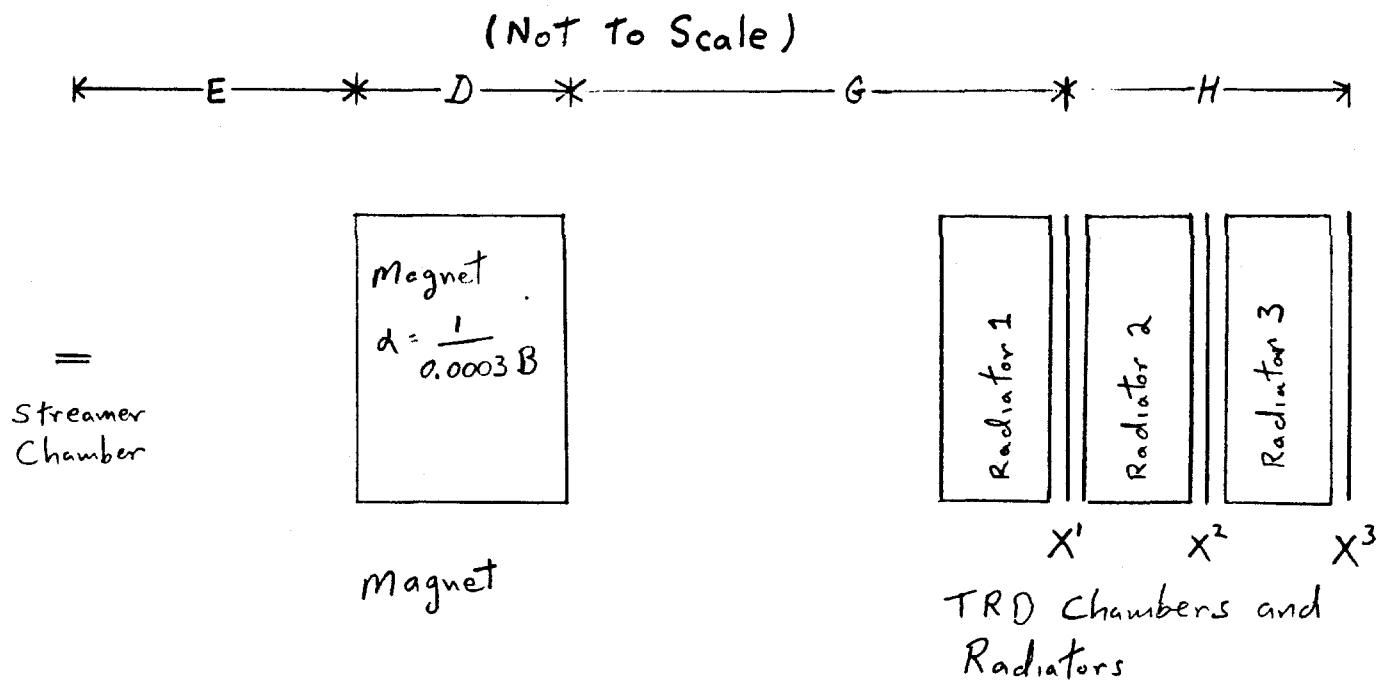 (Not To Scale)
E D G H
Magnet
α = 1 / 0.0003 B
Radiator 1
Radiator 2
Radiator 3
=
Streamer
Chamber
X¹ X² X³
Magnet
TRD Chambers and
Radiators